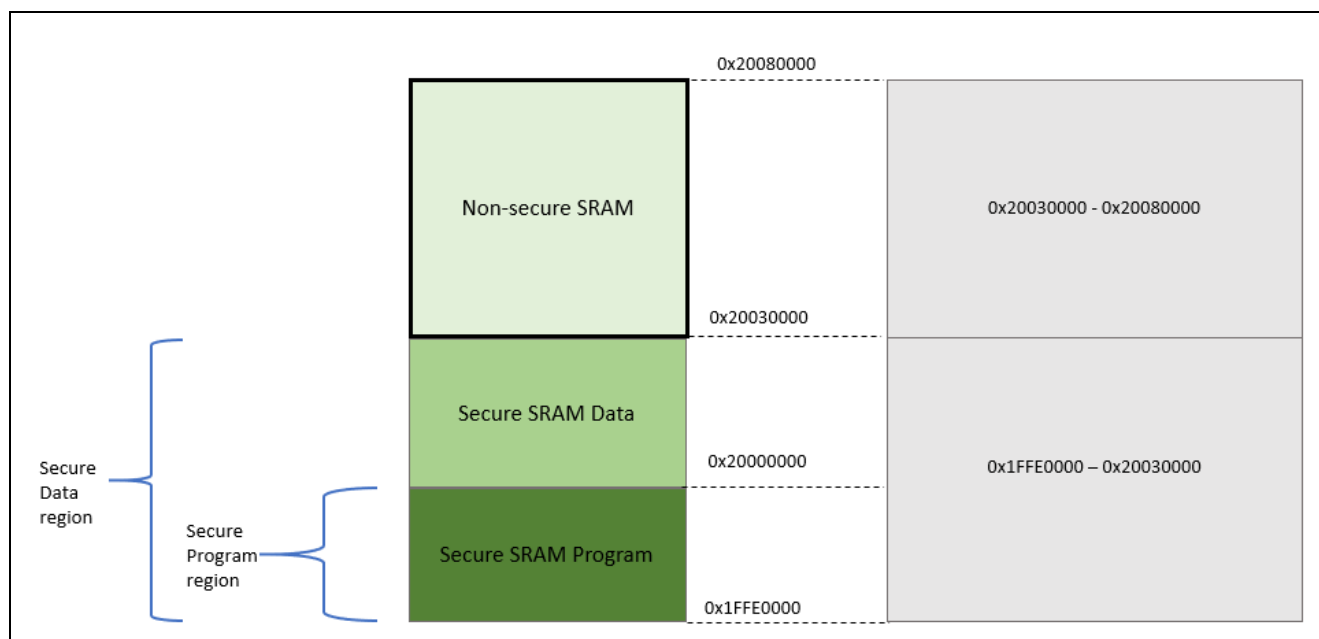 0x20080000
Non-secure SRAM
0x20030000 - 0x20080000
0x20030000
Secure SRAM Data
0x20000000
0x1FFE0000 – 0x20030000
Secure
Data
region
Secure
Program
region
Secure SRAM Program
0x1FFE0000